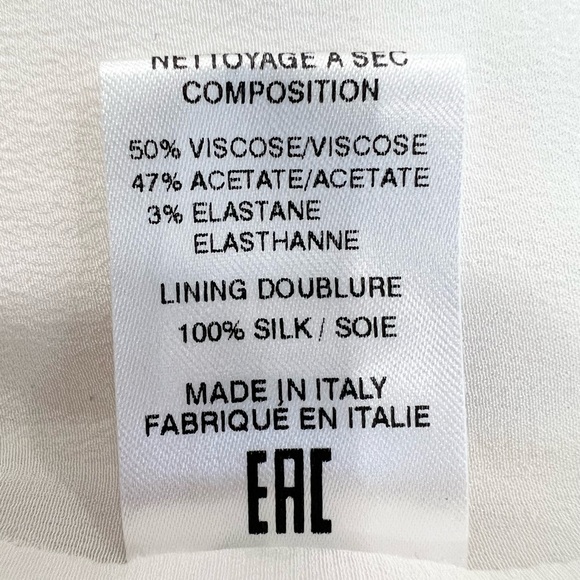 NETTOYAGE A SEC
COMPOSITION
50% VISCOSE/VISCOSE
47% ACETATE/ACETATE
3% ELASTANE
ELASTHANNE
LINING DOUBLURE
100% SILK / SOIE
MADE IN ITALY
FABRIQUÉ EN ITALIE
EAC